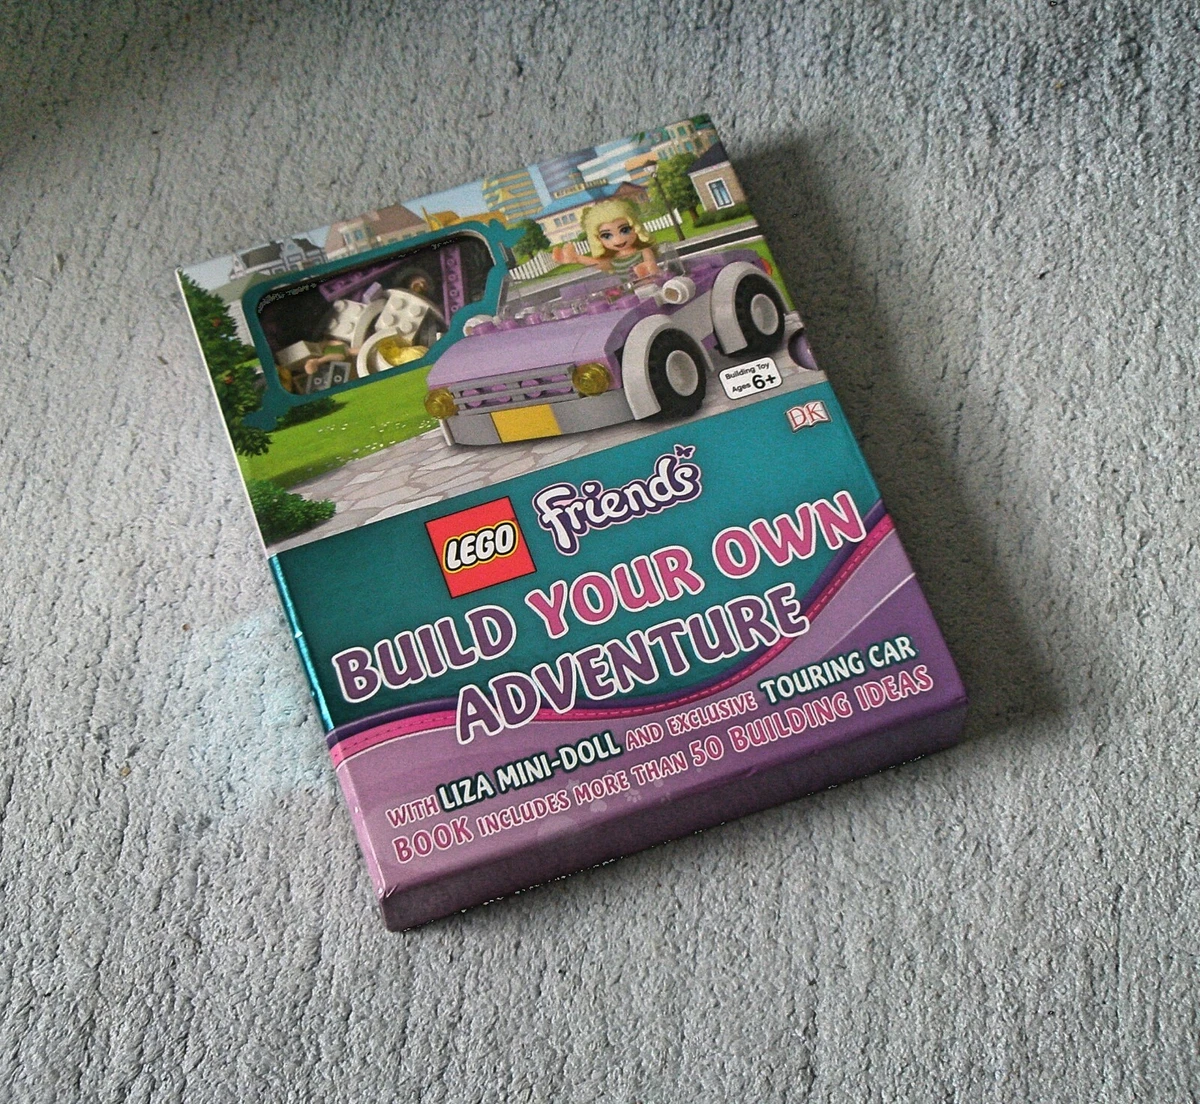 Building Toy
Ages 6+
DK
LEGO
friends
BUILD YOUR OWN
ADVENTURE
WITH LIZA MINI-DOLL AND EXCLUSIVE TOURING CAR
BOOK INCLUDES MORE THAN 50 BUILDING IDEAS